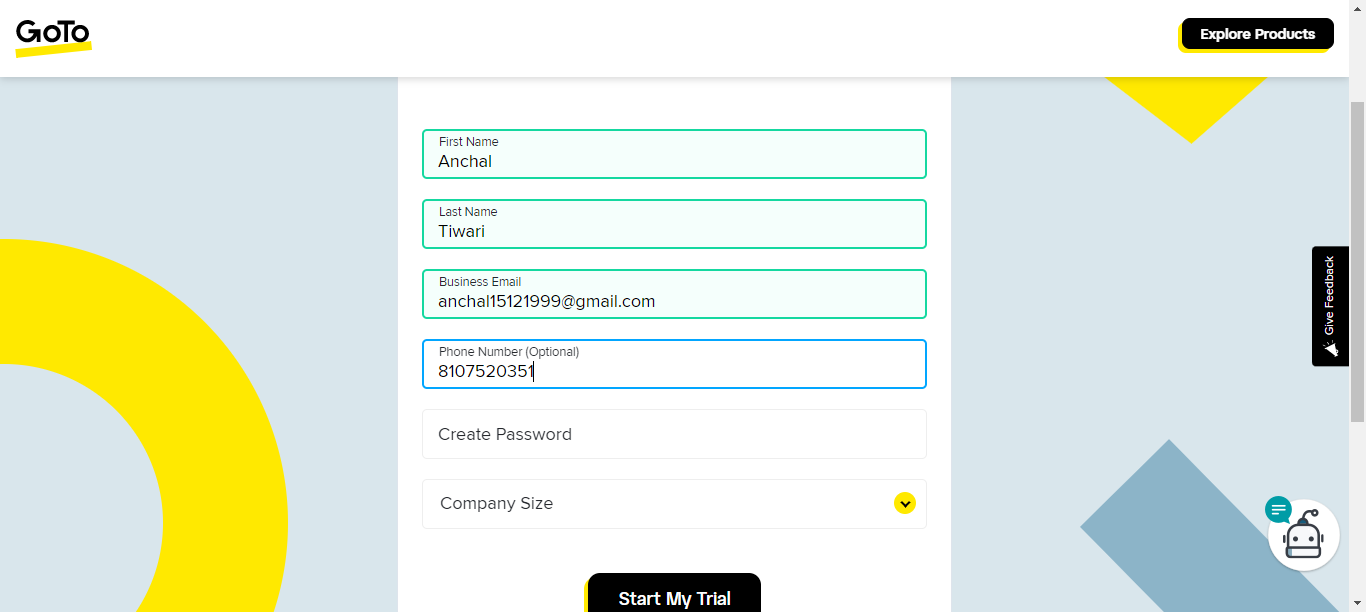 GoTo
Explore Products
First Name
Anchal
Last Name
Tiwari
Business Email
anchal15121999@gmail.com
Phone Number (Optional)
8107520351
Create Password
Company Size
Start My Trial
Give Feedback